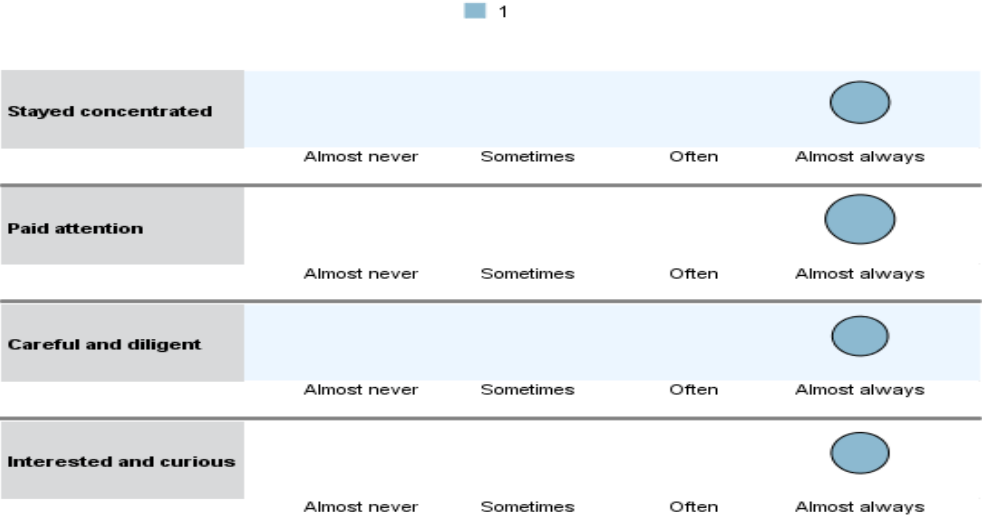 1
Stayed concentrated
Almost never Sometimes Often Almost always
Paid attention
Almost never Sometimes Often Almost always
Careful and diligent
Almost never Sometimes Often Almost always
Interested and curious
Almost never Sometimes Often Almost always